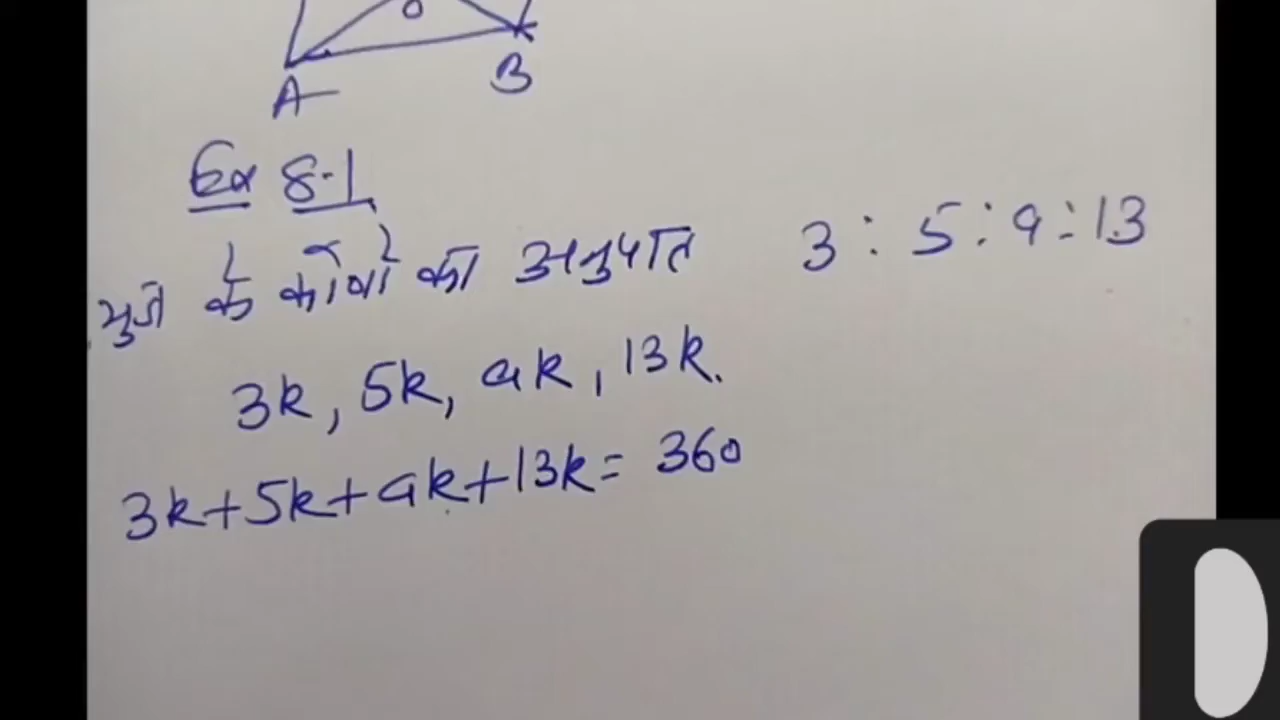 O
A B
Ex 8.1
.भुज के कोणों का अनुपात 3 : 5 : 9 : 13
3k, 5k, 9k, 13k.
3k+5k+9k+13k= 360